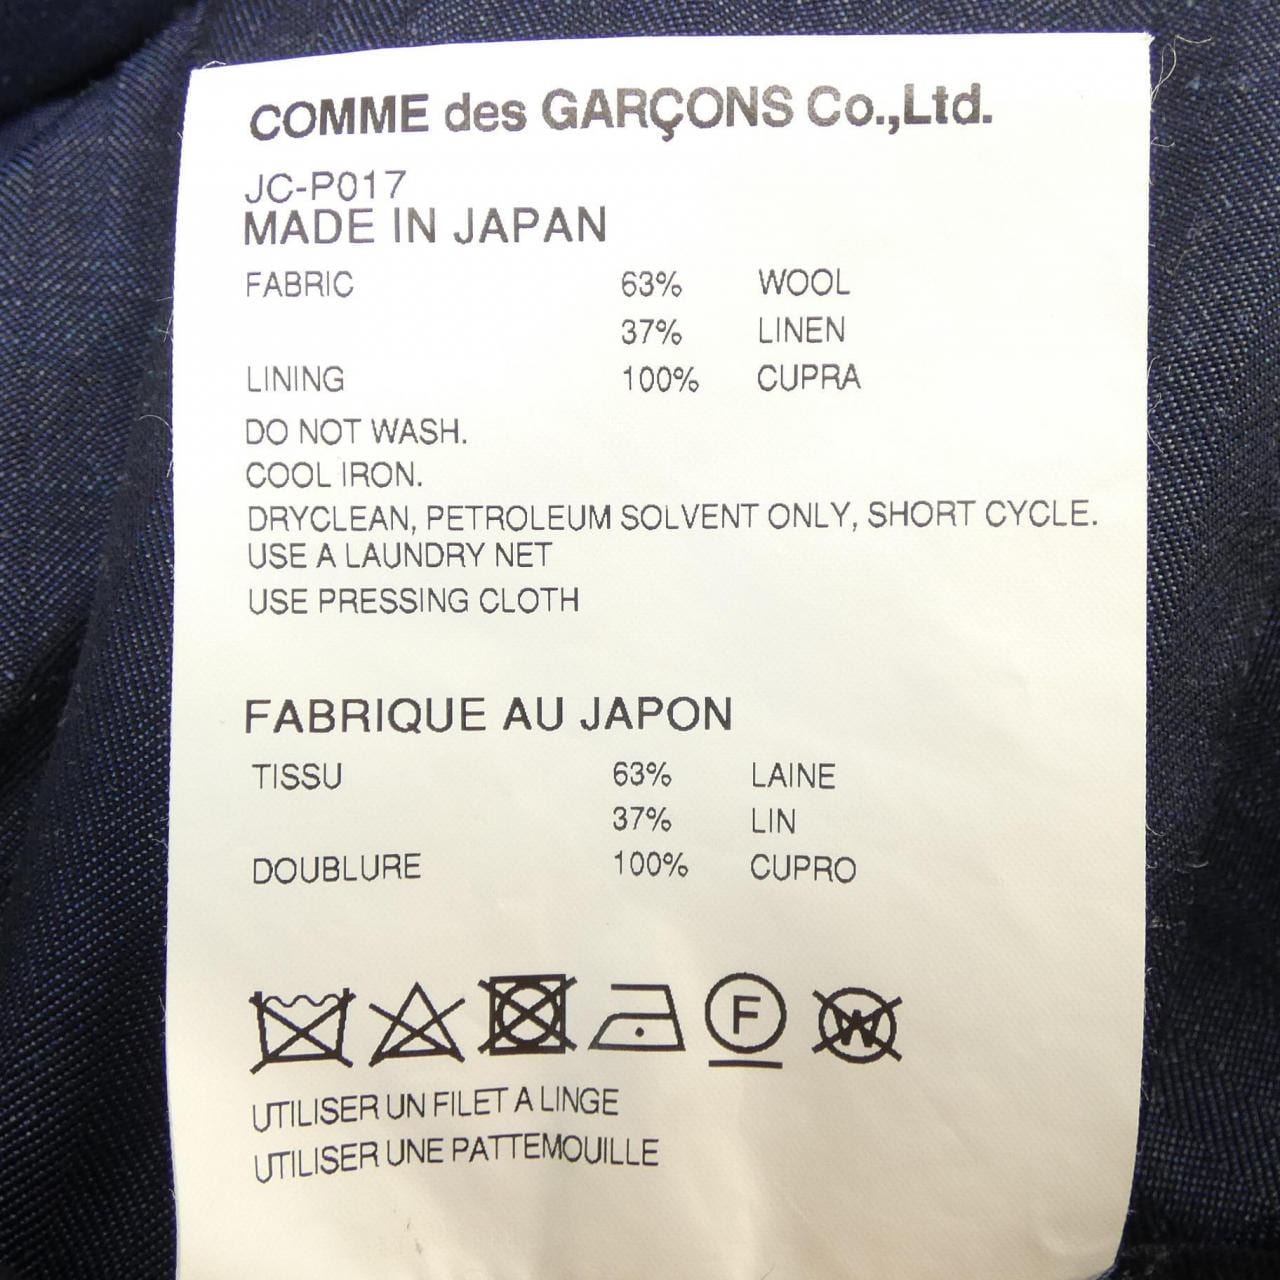 COMME des GARÇONS Co.,Ltd.
JC-P017
MADE IN JAPAN
FABRIC 63% WOOL
37% LINEN
LINING 100% CUPRA
DO NOT WASH.
COOL IRON.
DRYCLEAN, PETROLEUM SOLVENT ONLY, SHORT CYCLE.
USE A LAUNDRY NET
USE PRESSING CLOTH
FABRIQUE AU JAPON
TISSU 63% LAINE
37% LIN
DOUBLURE 100% CUPRO
F W
UTILISER UN FILET A LINGE
UTILISER UNE PATTEMOUILLE